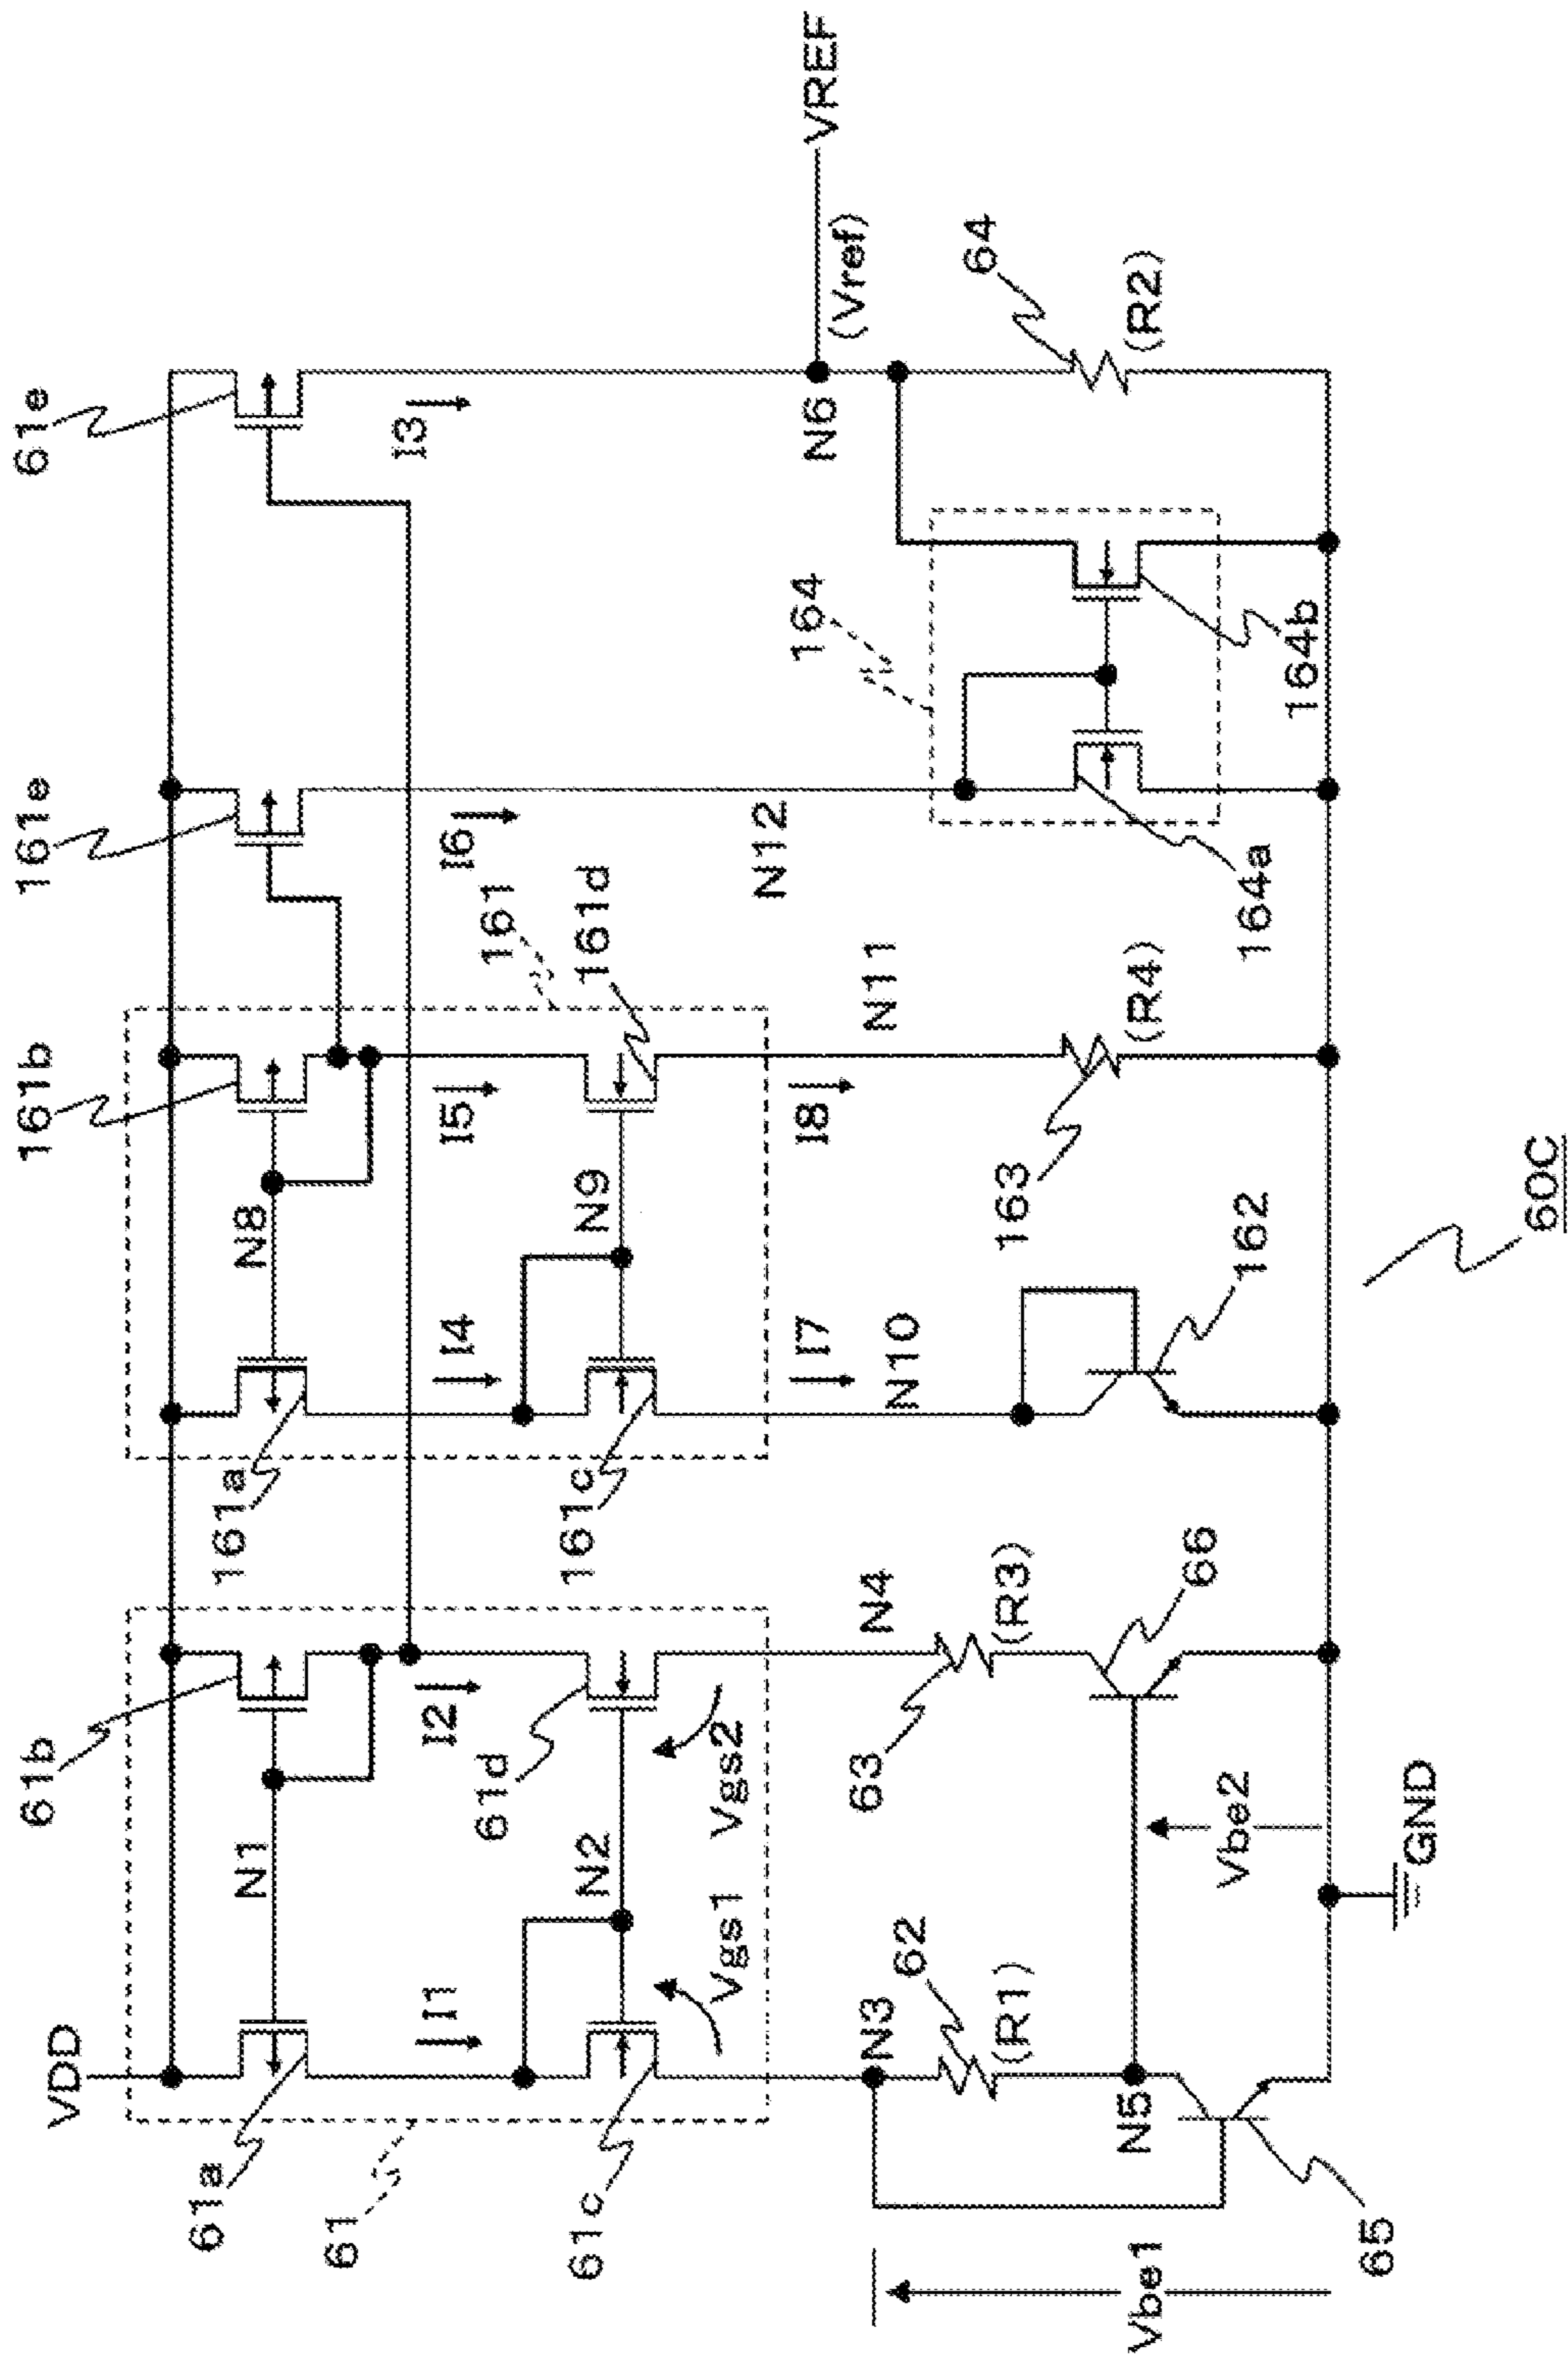 61e
161e
161b
161
161d
61b
VDD
N8
I5
I6
I3
N1
I2
I4
N9
161a
161c
I1
N2
61d
Vgs1
Vgs2
61a
61
61c
I7
I8
N10
N11
N12
N6
(Vref)
VREF
164
164a
164b
64
(R2)
N3
62
(R1)
N4
63
(R3)
66
162
163
(R4)
N5
65
Vbe1
Vbe2
GND
60C